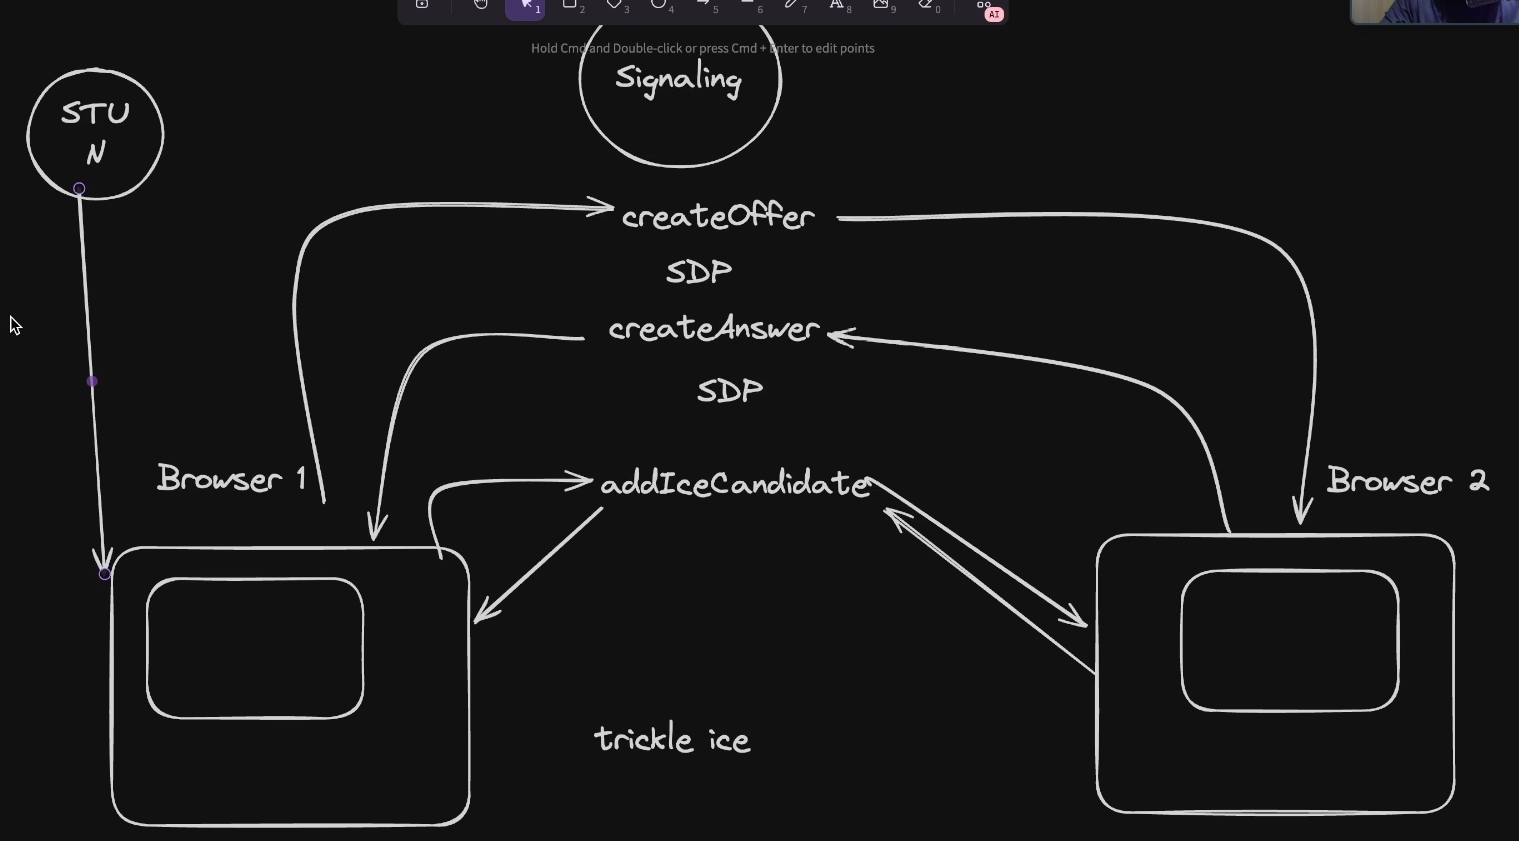 1
2
3
4
5
6
7
8
9
0
AI
Hold Cmd and Double-click or press Cmd + Enter to edit points
Signaling
STU
N
createOffer
SDP
createAnswer
SDP
Browser 1
addIceCandidate
Browser 2
trickle ice